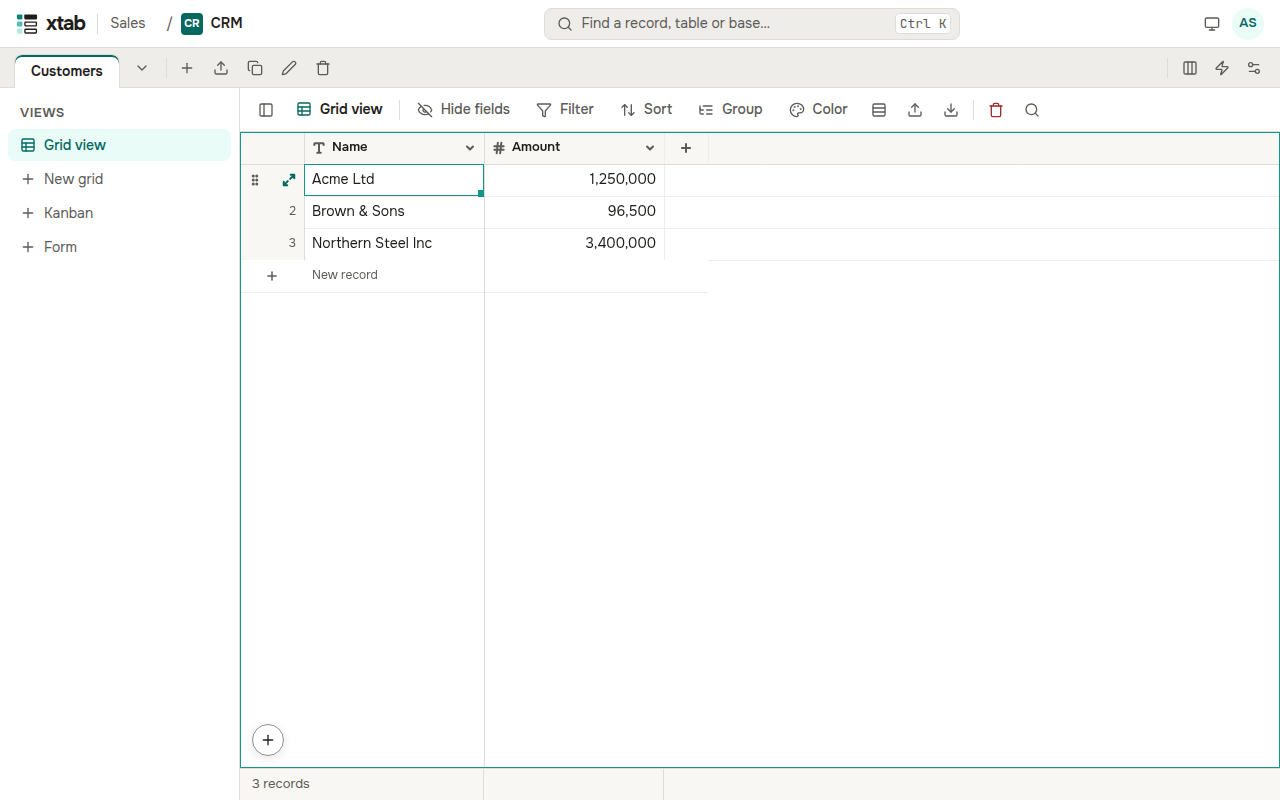 xtab Sales / CR CRM Find a record, table or base... Ctrl K AS
Customers
VIEWS
Grid view
New grid
Kanban
Form
Grid view Hide fields Filter Sort Group Color
Name Amount
Acme Ltd 1,250,000
2 Brown & Sons 96,500
3 Northern Steel Inc 3,400,000
New record
3 records